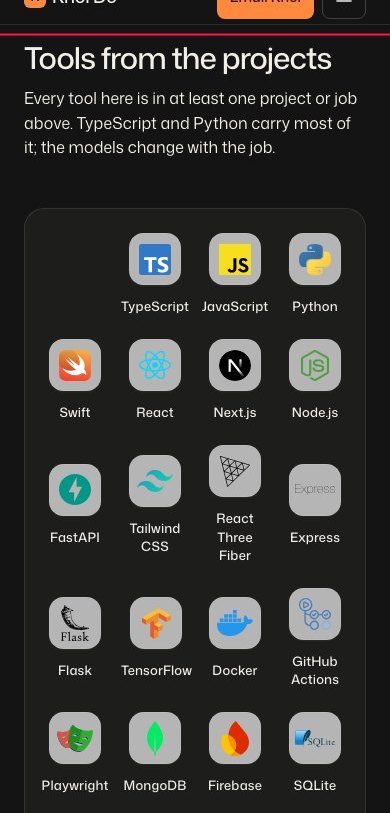 Tools from the projects
Every tool here is in at least one project or job
above. TypeScript and Python carry most of
it; the models change with the job.
TS
JS
TypeScript
JavaScript
Python
N
JS
Swift
React
Next.js
Node.js
Express
FastAPI
Tailwind
CSS
React
Three
Fiber
Express
Flask
Flask
TensorFlow
Docker
GitHub
Actions
SQLite
Playwright
MongoDB
Firebase
SQLite